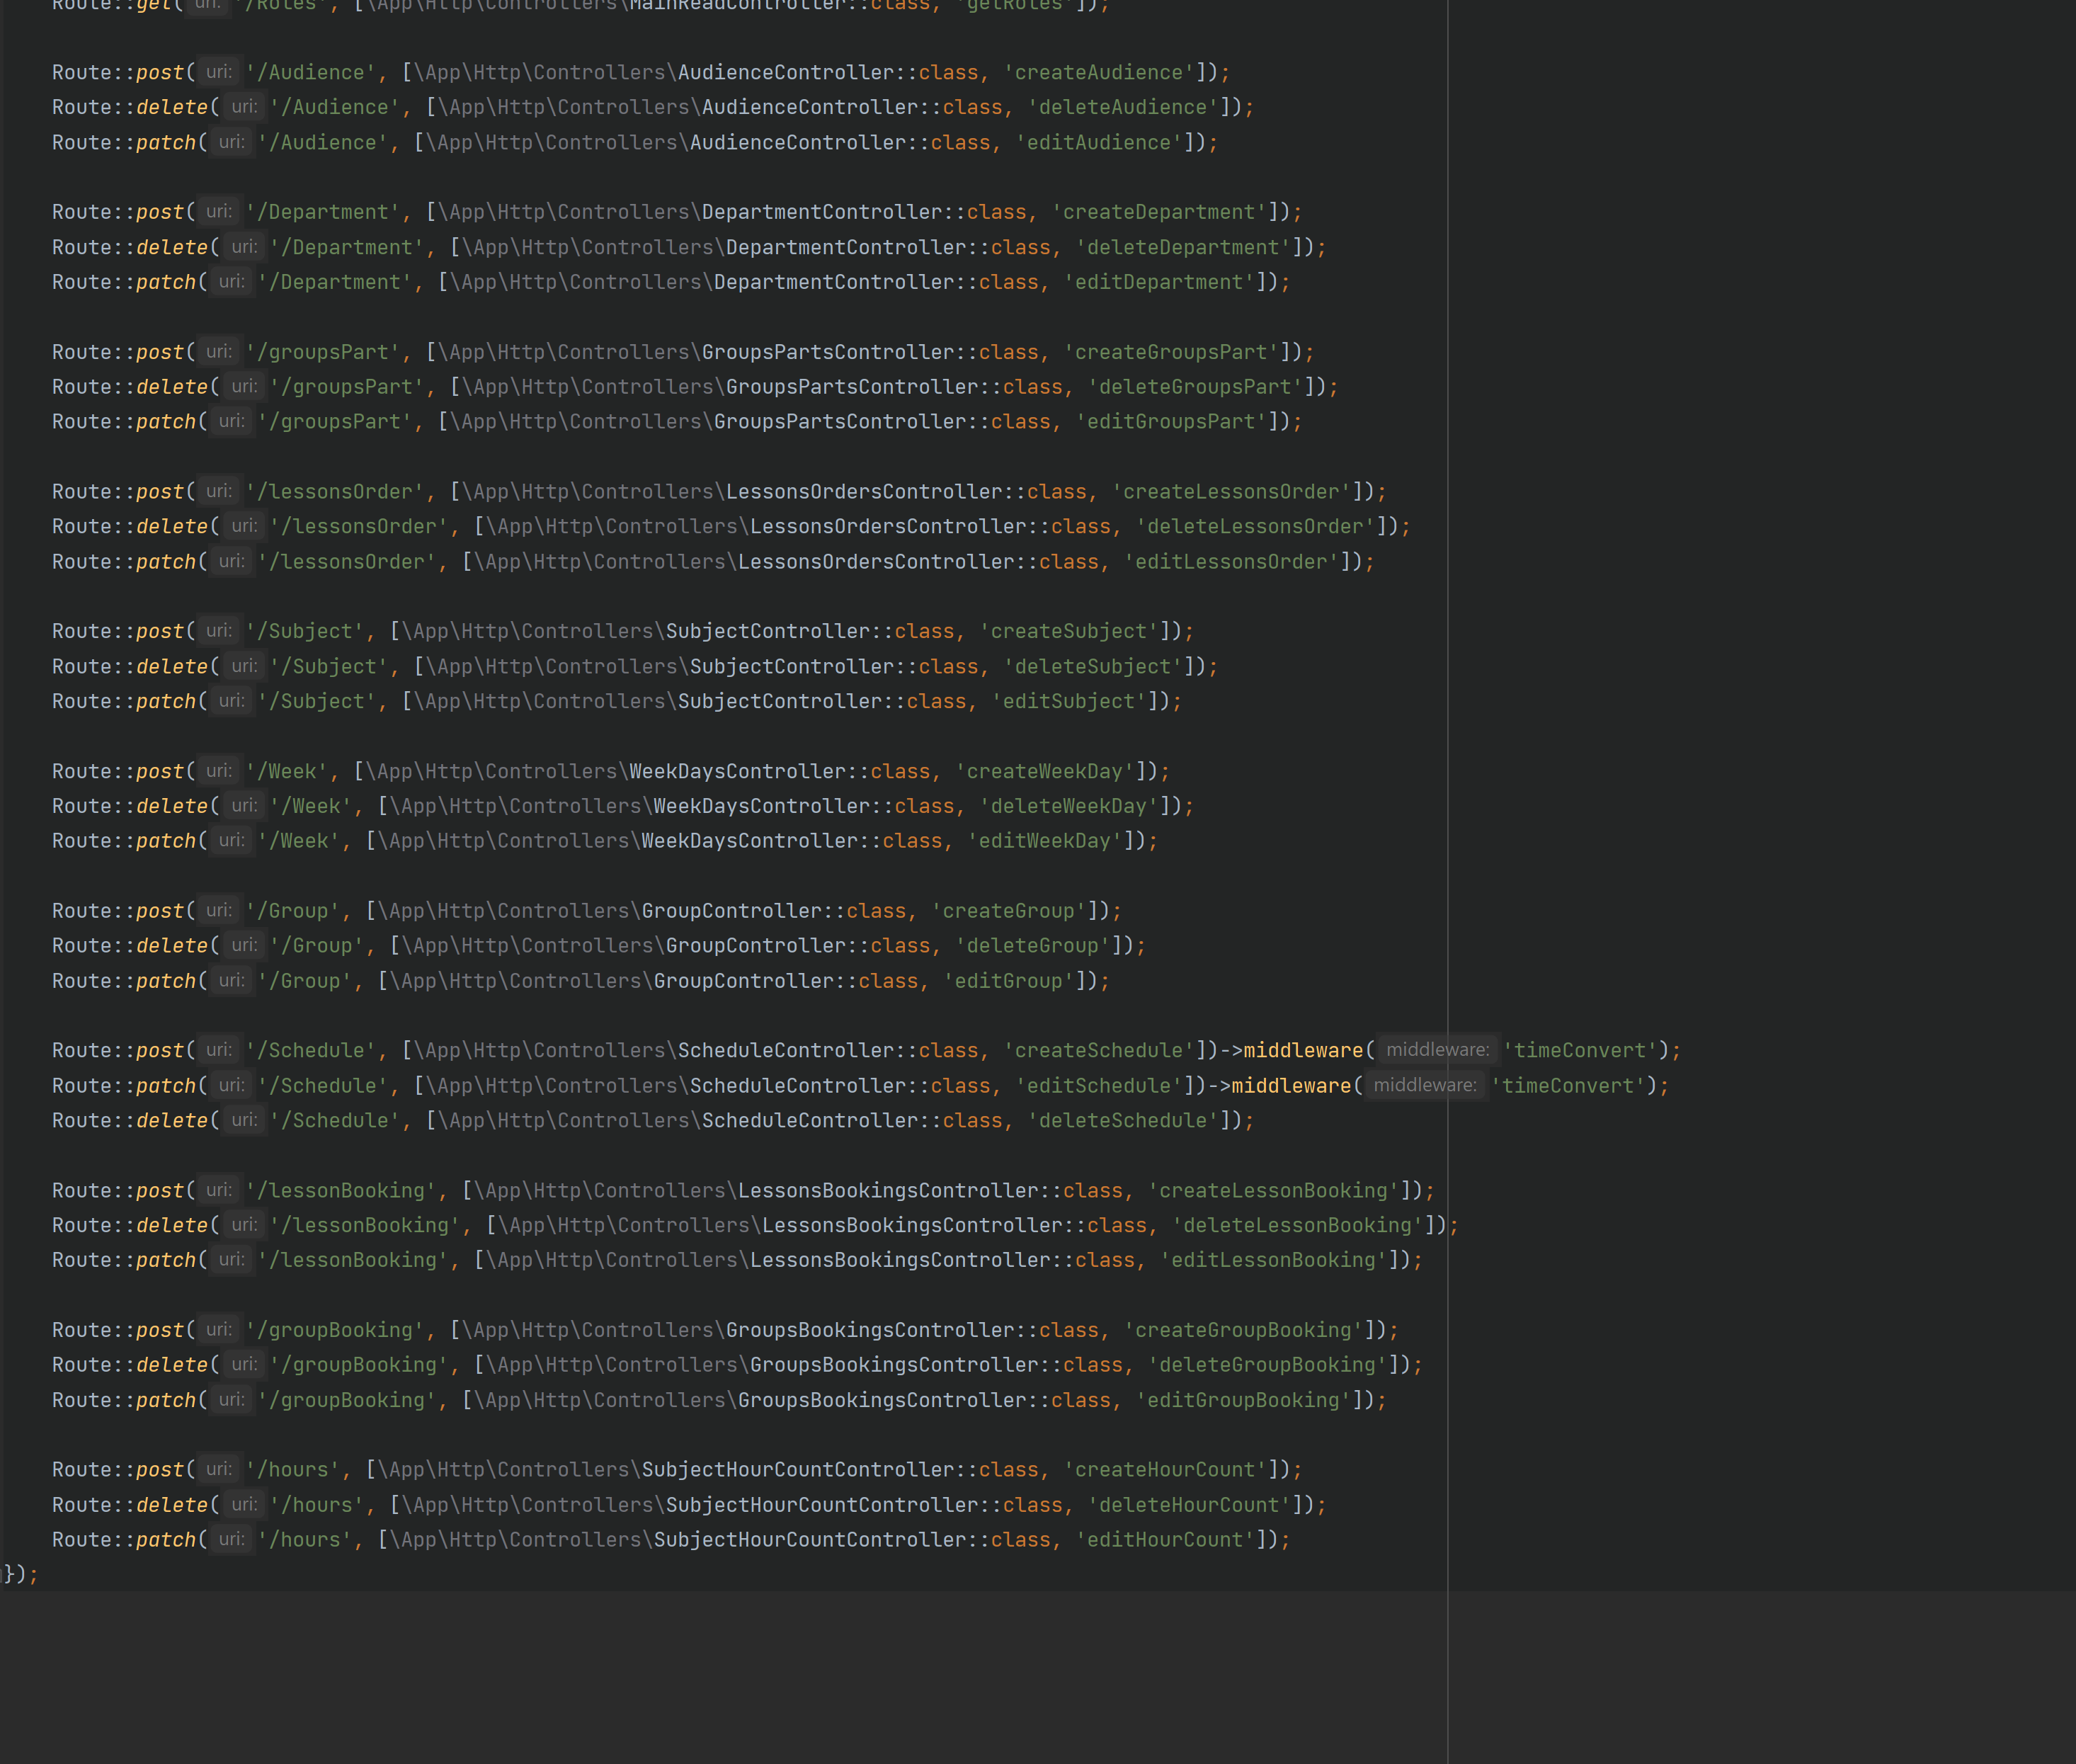 Route::get( uri: '/Roles', [\App\Http\Controllers\MainReadController::class, 'getRoles']);
Route::post( uri: '/Audience', [\App\Http\Controllers\AudienceController::class, 'createAudience']);
Route::delete( uri: '/Audience', [\App\Http\Controllers\AudienceController::class, 'deleteAudience']);
Route::patch( uri: '/Audience', [\App\Http\Controllers\AudienceController::class, 'editAudience']);
Route::post( uri: '/Department', [\App\Http\Controllers\DepartmentController::class, 'createDepartment']);
Route::delete( uri: '/Department', [\App\Http\Controllers\DepartmentController::class, 'deleteDepartment']);
Route::patch( uri: '/Department', [\App\Http\Controllers\DepartmentController::class, 'editDepartment']);
Route::post( uri: '/groupsPart', [\App\Http\Controllers\GroupsPartsController::class, 'createGroupsPart']);
Route::delete( uri: '/groupsPart', [\App\Http\Controllers\GroupsPartsController::class, 'deleteGroupsPart']);
Route::patch( uri: '/groupsPart', [\App\Http\Controllers\GroupsPartsController::class, 'editGroupsPart']);
Route::post( uri: '/lessonsOrder', [\App\Http\Controllers\LessonsOrdersController::class, 'createLessonsOrder']);
Route::delete( uri: '/lessonsOrder', [\App\Http\Controllers\LessonsOrdersController::class, 'deleteLessonsOrder']);
Route::patch( uri: '/lessonsOrder', [\App\Http\Controllers\LessonsOrdersController::class, 'editLessonsOrder']);
Route::post( uri: '/Subject', [\App\Http\Controllers\SubjectController::class, 'createSubject']);
Route::delete( uri: '/Subject', [\App\Http\Controllers\SubjectController::class, 'deleteSubject']);
Route::patch( uri: '/Subject', [\App\Http\Controllers\SubjectController::class, 'editSubject']);
Route::post( uri: '/Week', [\App\Http\Controllers\WeekDaysController::class, 'createWeekDay']);
Route::delete( uri: '/Week', [\App\Http\Controllers\WeekDaysController::class, 'deleteWeekDay']);
Route::patch( uri: '/Week', [\App\Http\Controllers\WeekDaysController::class, 'editWeekDay']);
Route::post( uri: '/Group', [\App\Http\Controllers\GroupController::class, 'createGroup']);
Route::delete( uri: '/Group', [\App\Http\Controllers\GroupController::class, 'deleteGroup']);
Route::patch( uri: '/Group', [\App\Http\Controllers\GroupController::class, 'editGroup']);
Route::post( uri: '/Schedule', [\App\Http\Controllers\ScheduleController::class, 'createSchedule'])->middleware( middleware: 'timeConvert');
Route::patch( uri: '/Schedule', [\App\Http\Controllers\ScheduleController::class, 'editSchedule'])->middleware( middleware: 'timeConvert');
Route::delete( uri: '/Schedule', [\App\Http\Controllers\ScheduleController::class, 'deleteSchedule']);
Route::post( uri: '/lessonBooking', [\App\Http\Controllers\LessonsBookingsController::class, 'createLessonBooking']);
Route::delete( uri: '/lessonBooking', [\App\Http\Controllers\LessonsBookingsController::class, 'deleteLessonBooking']);
Route::patch( uri: '/lessonBooking', [\App\Http\Controllers\LessonsBookingsController::class, 'editLessonBooking']);
Route::post( uri: '/groupBooking', [\App\Http\Controllers\GroupsBookingsController::class, 'createGroupBooking']);
Route::delete( uri: '/groupBooking', [\App\Http\Controllers\GroupsBookingsController::class, 'deleteGroupBooking']);
Route::patch( uri: '/groupBooking', [\App\Http\Controllers\GroupsBookingsController::class, 'editGroupBooking']);
Route::post( uri: '/hours', [\App\Http\Controllers\SubjectHourCountController::class, 'createHourCount']);
Route::delete( uri: '/hours', [\App\Http\Controllers\SubjectHourCountController::class, 'deleteHourCount']);
Route::patch( uri: '/hours', [\App\Http\Controllers\SubjectHourCountController::class, 'editHourCount']);
});